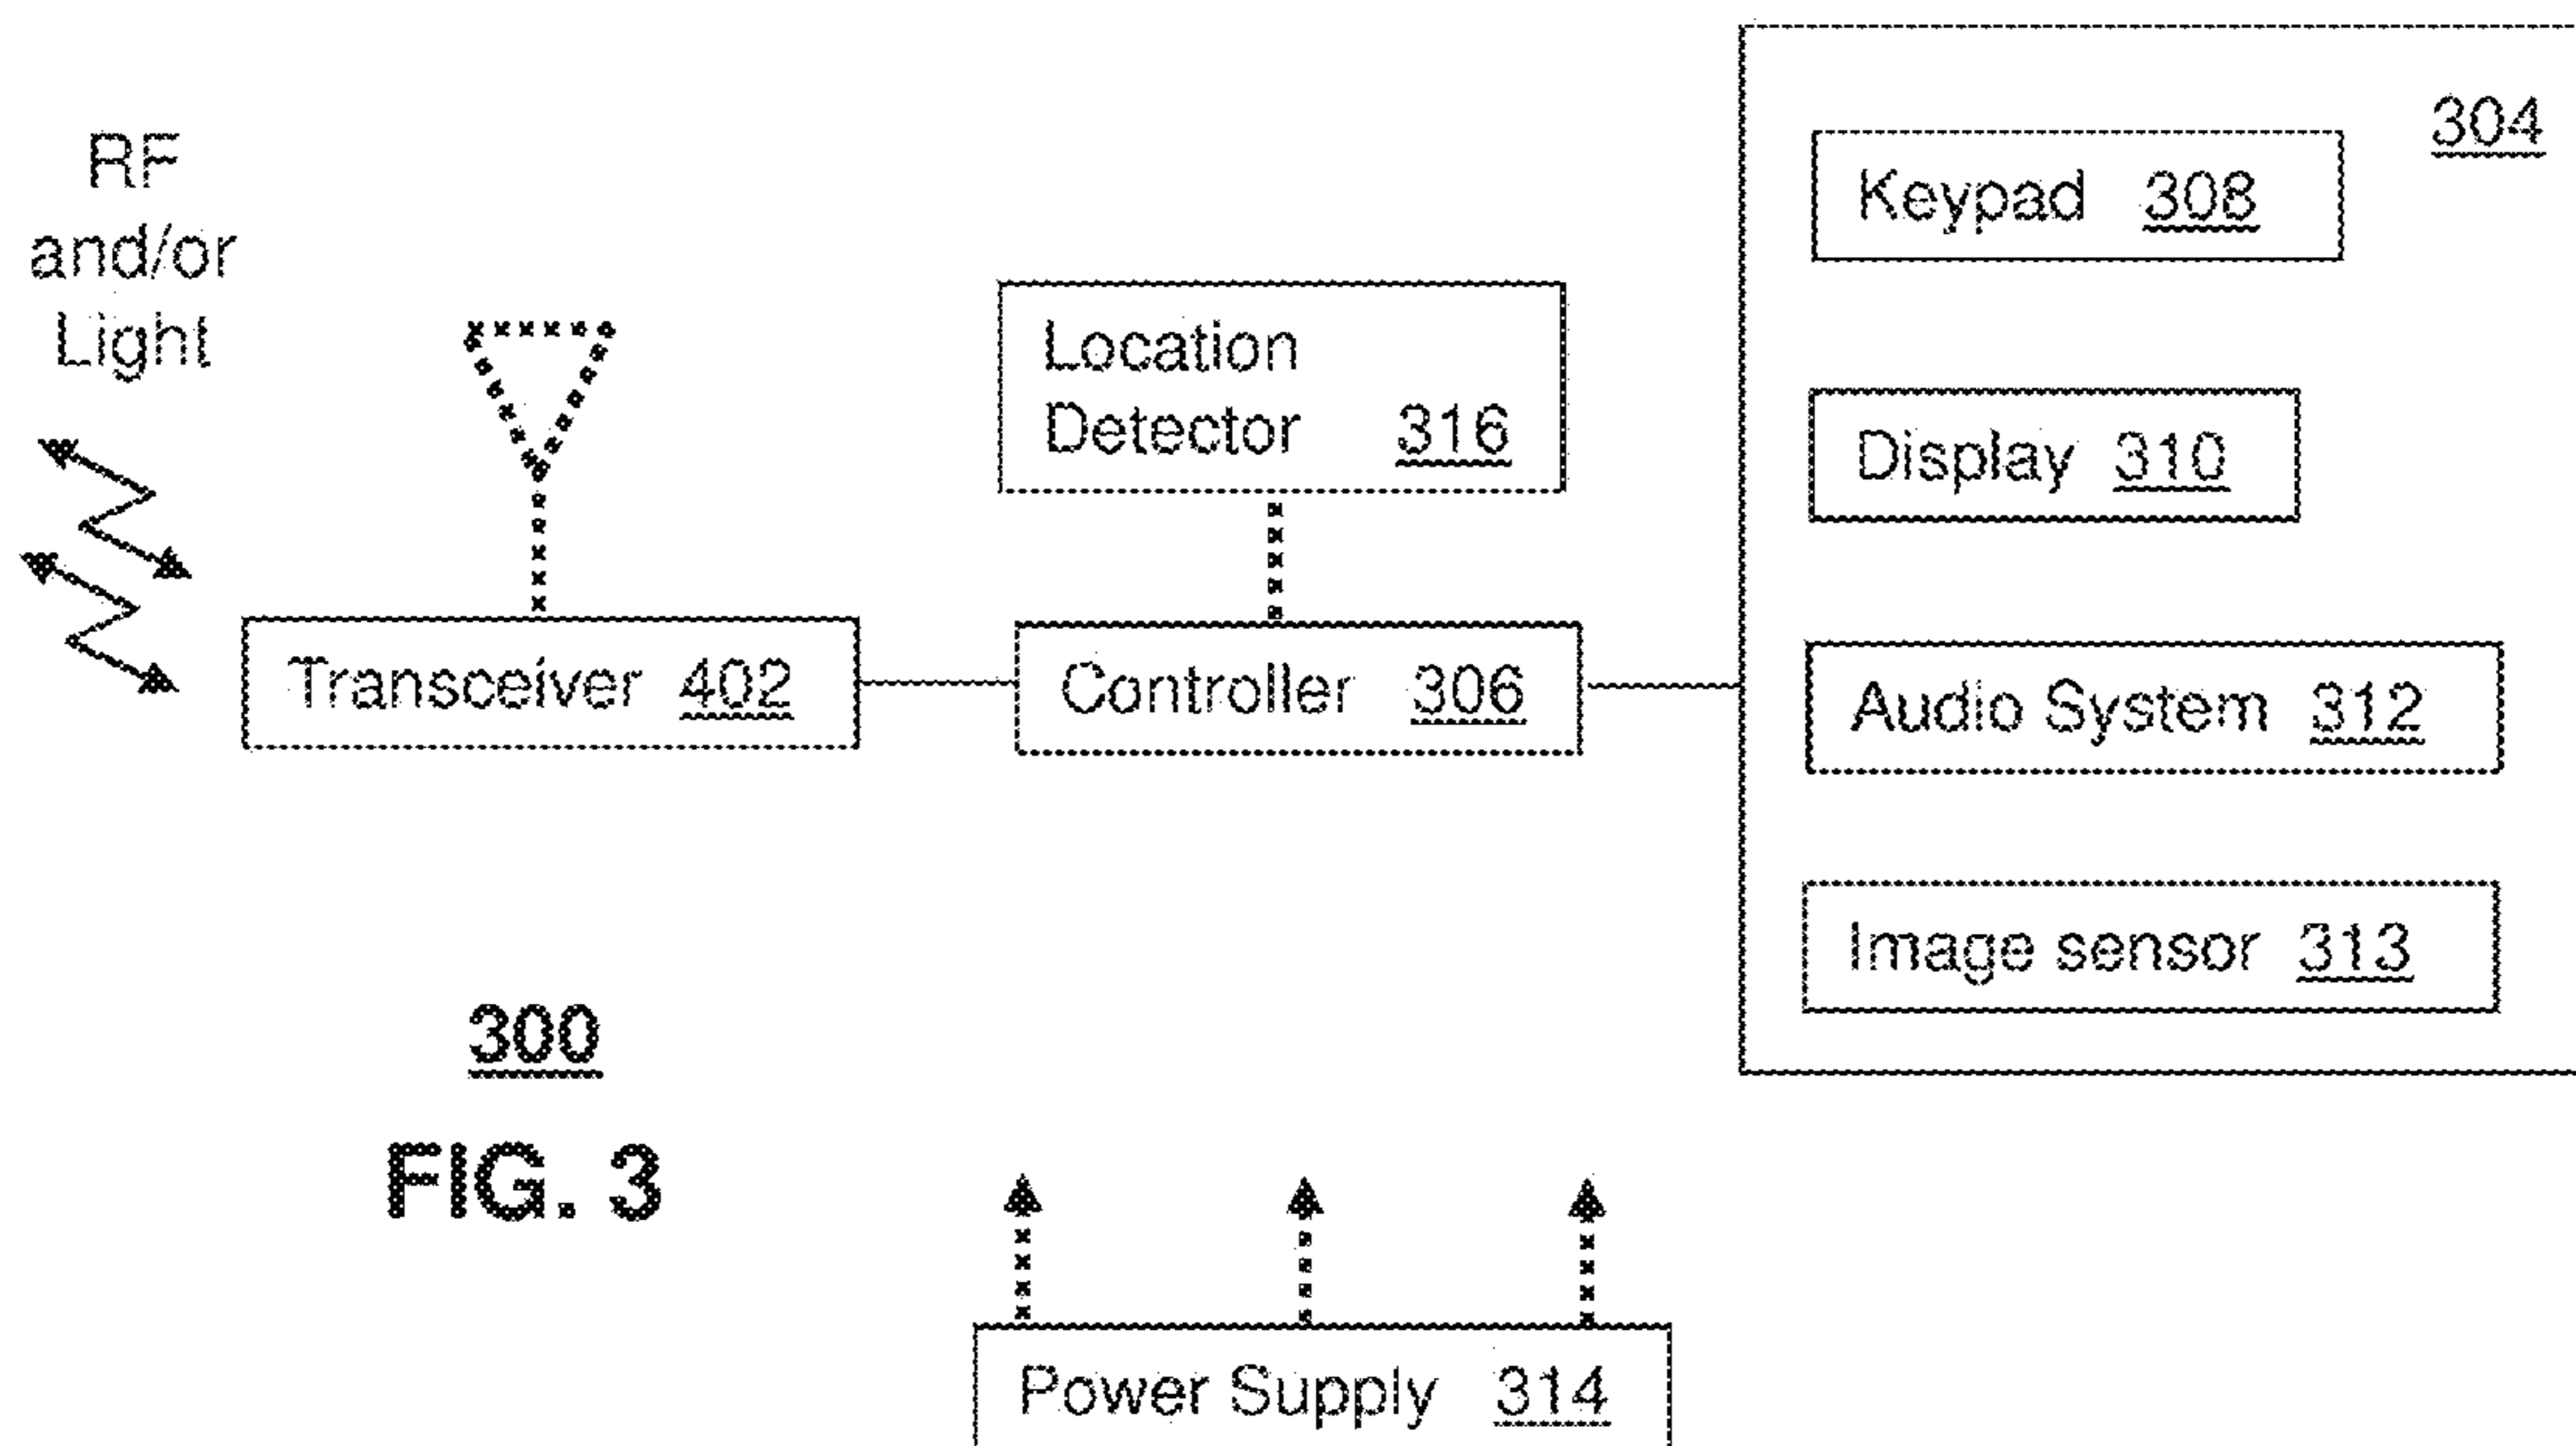 RF
and/or
Light
Location
Detector 316
Transceiver 402
Controller 306
304
Keypad 308
Display 310
Audio System 312
Image sensor 313
300
FIG. 3
Power Supply 314